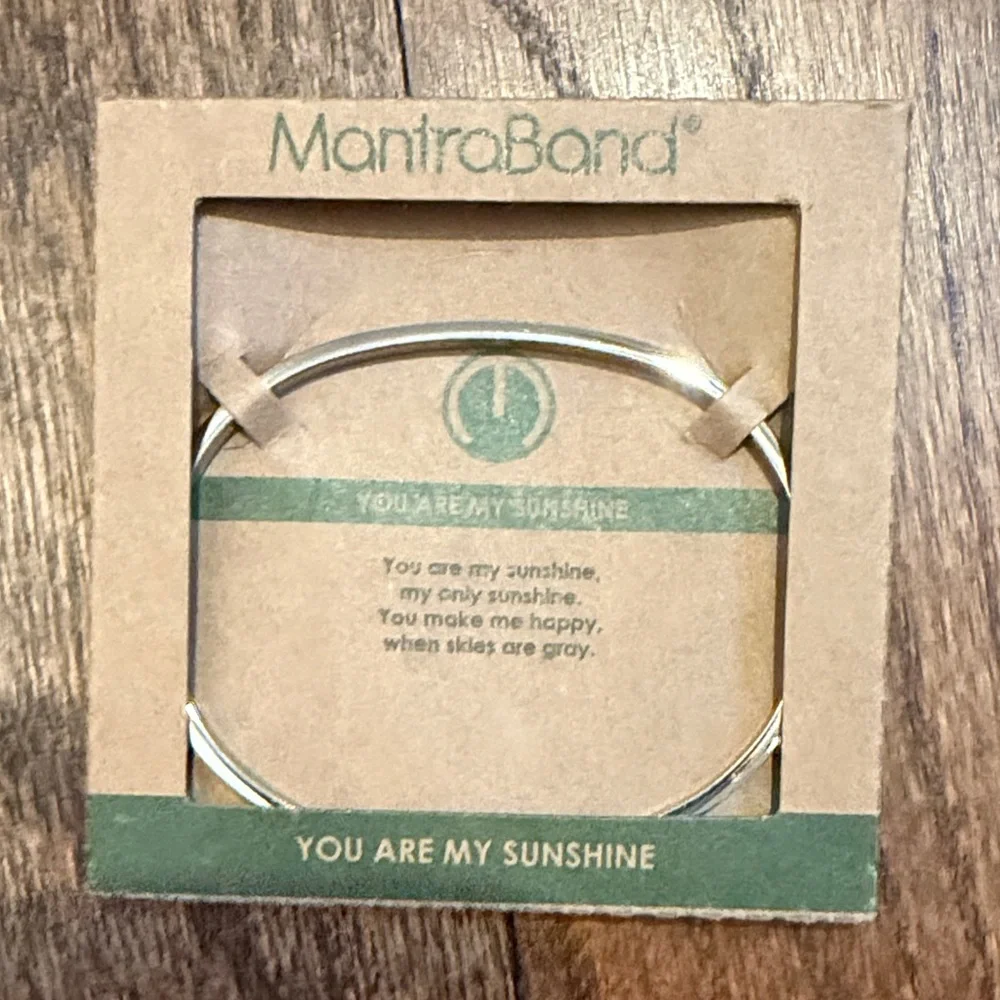 MantraBand®
YOU ARE MY SUNSHINE
You are my sunshine,
my only sunshine.
You make me happy,
when skies are gray.
YOU ARE MY SUNSHINE